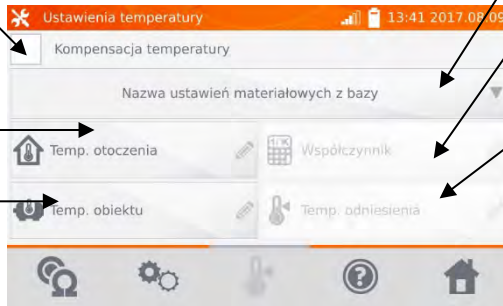 Ustawienia temperatury 13:41 2017.08.09
Kompensacja temperatury
Nazwa ustawień materiałowych z bazy
Temp. otoczenia 1/°K Współczynnik
Temp. obiektu Temp. odniesienia
?